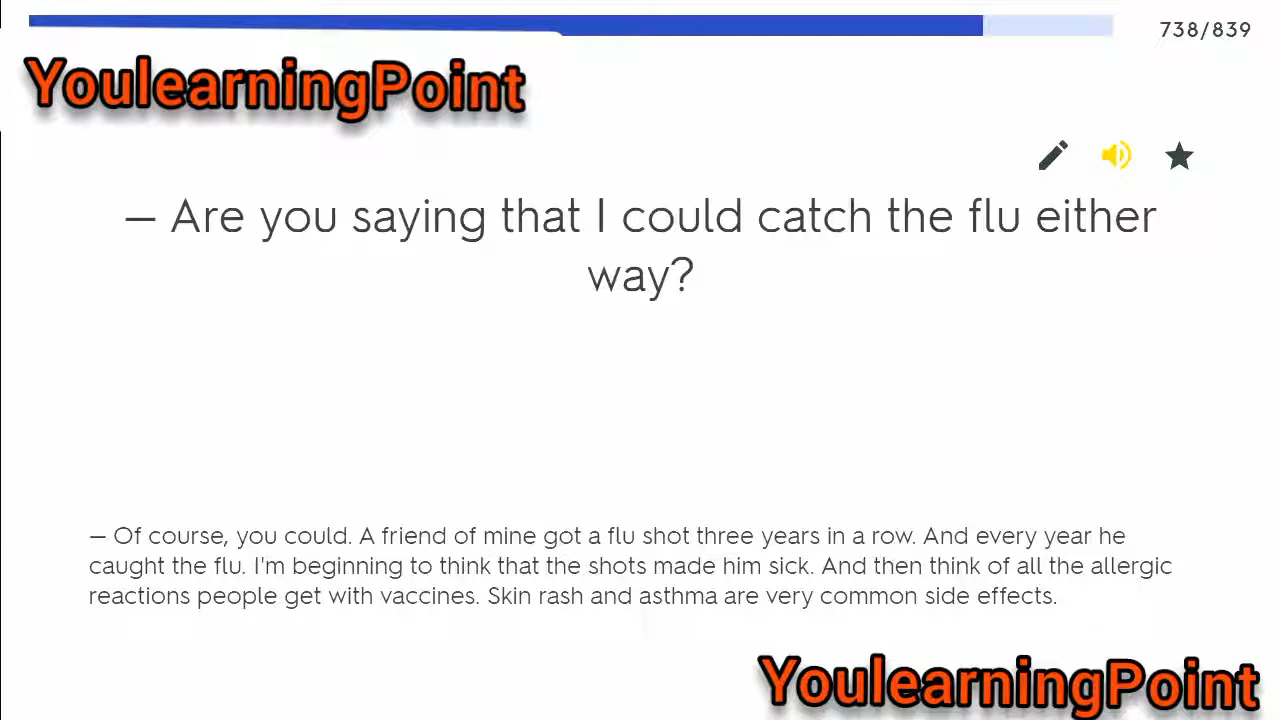 738/839
YoulearningPoint
— Are you saying that I could catch the flu either
way?
— Of course, you could. A friend of mine got a flu shot three years in a row. And every year he
caught the flu. I'm beginning to think that the shots made him sick. And then think of all the allergic
reactions people get with vaccines. Skin rash and asthma are very common side effects.
YoulearningPoint